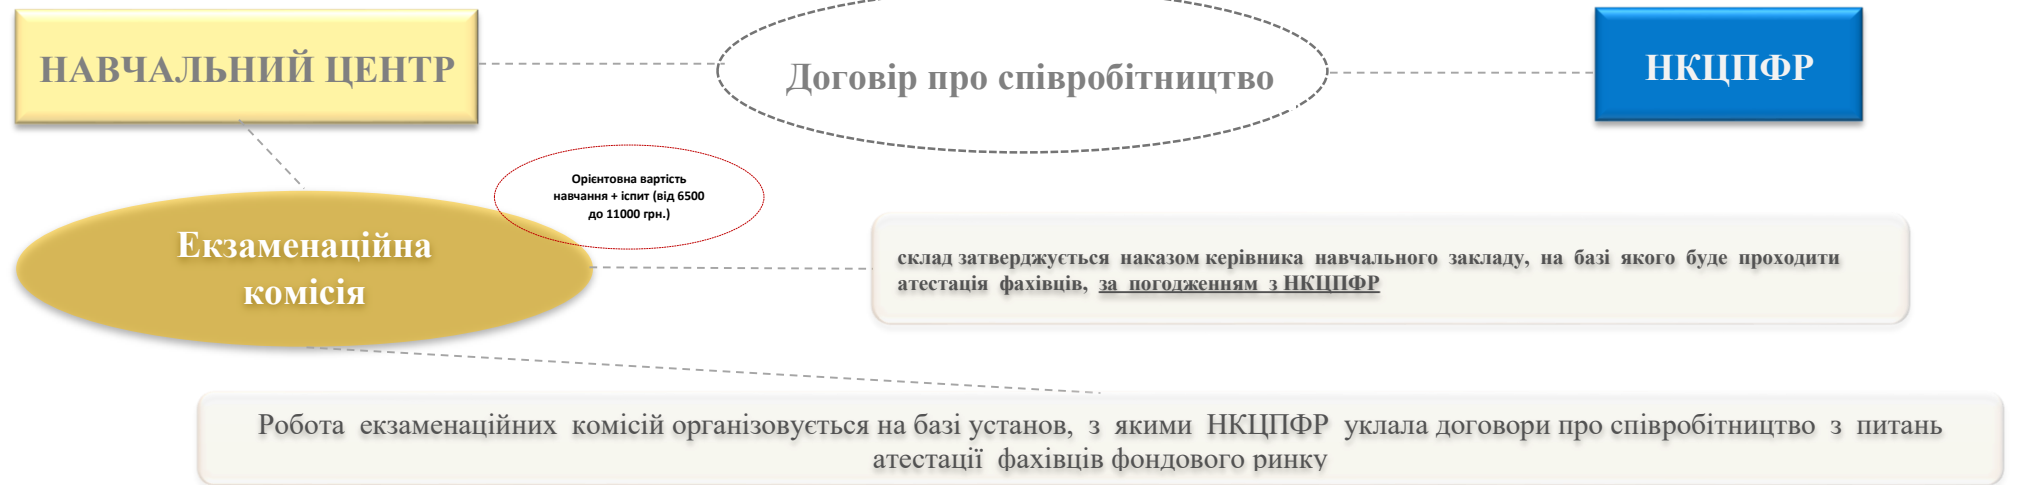 НАВЧАЛЬНИЙ ЦЕНТР
Договір про співробітництво
НКЦПФР
Орієнтовна вартість
навчання + іспит (від 6500
до 11000 грн.)
Екзаменаційна
комісія
склад затверджується наказом керівника навчального закладу, на базі якого буде проходити
атестація фахівців, за погодженням з НКЦПФР
Робота екзаменаційних комісій організовується на базі установ, з якими НКЦПФР уклала договори про співробітництво з питань
атестації фахівців фондового ринку